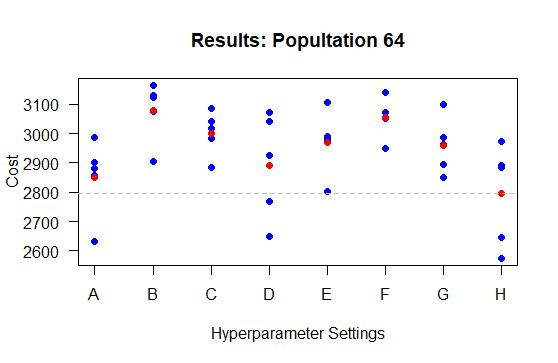 Results: Popultation 64
Cost
3100
3000
2900
2800
2700
2600
A B C D E F G H
Hyperparameter Settings